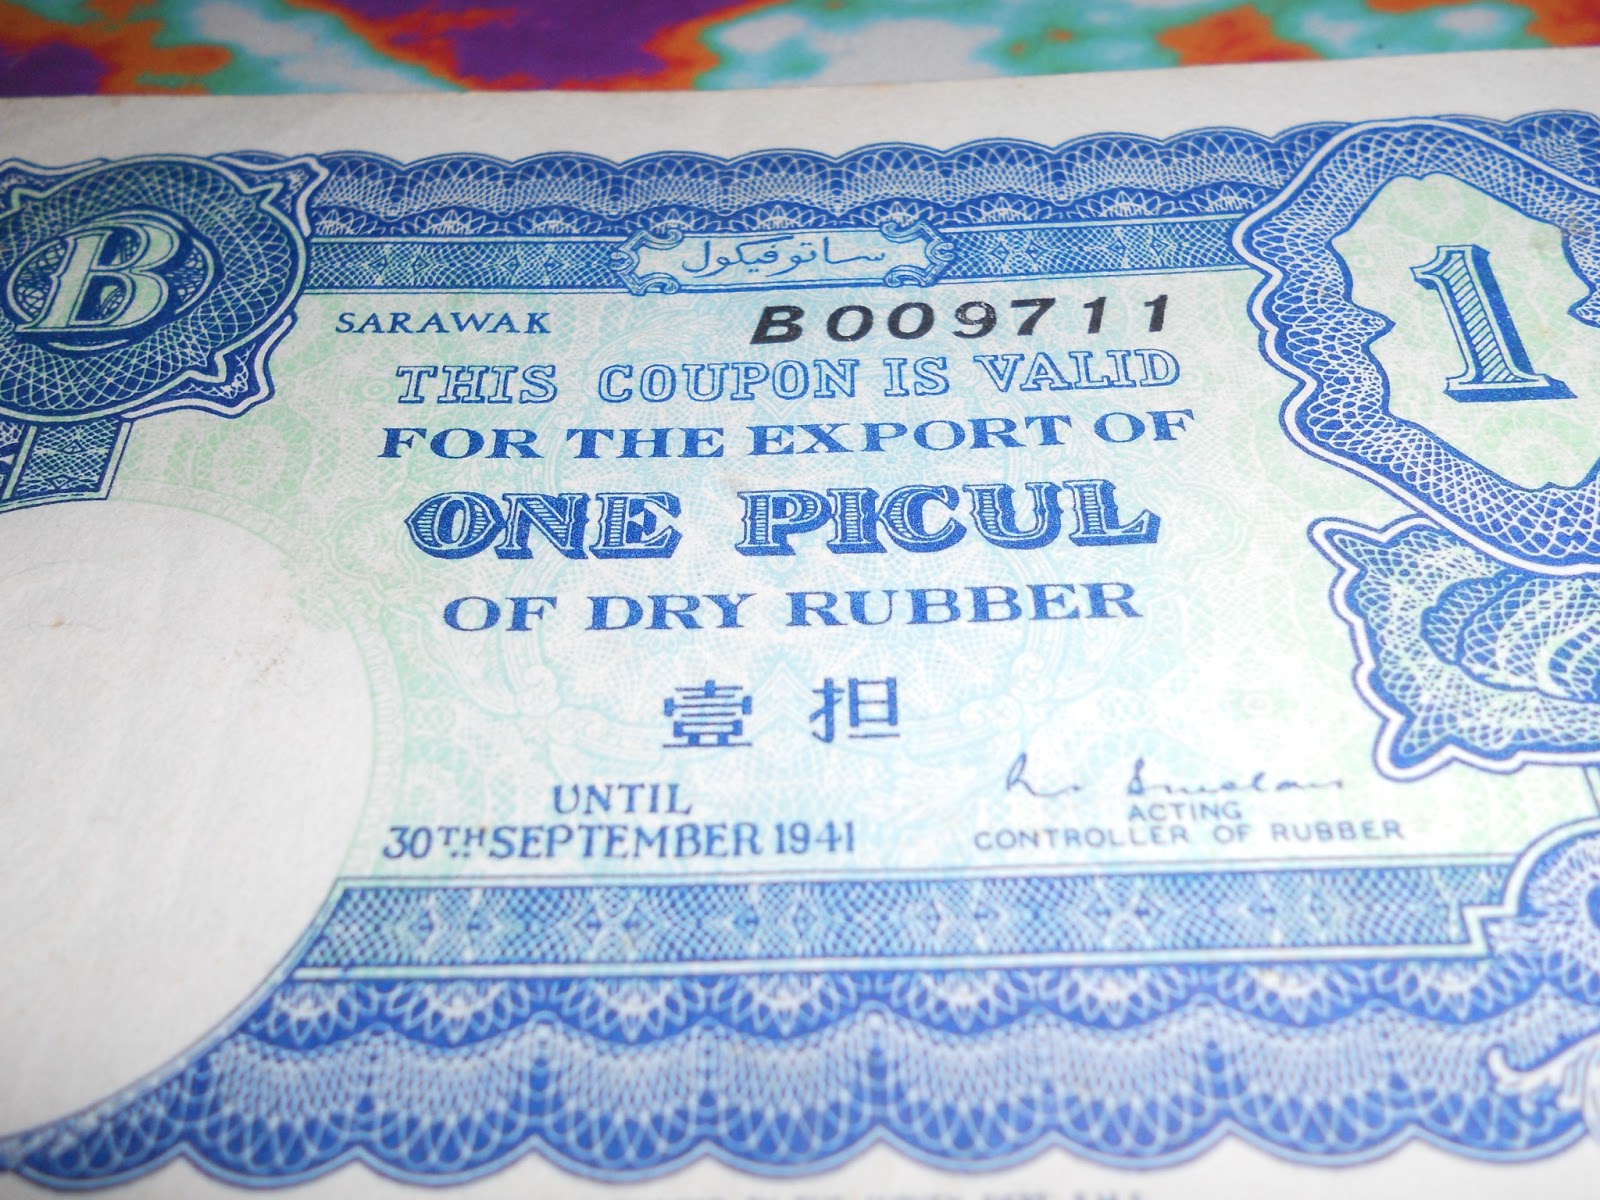 ساتو فيكول
B
SARAWAK
B009711
1
THIS COUPON IS VALID
FOR THE EXPORT OF
ONE PICUL
OF DRY RUBBER
壹担
UNTIL
30TH SEPTEMBER 1941
ACTING
CONTROLLER OF RUBBER